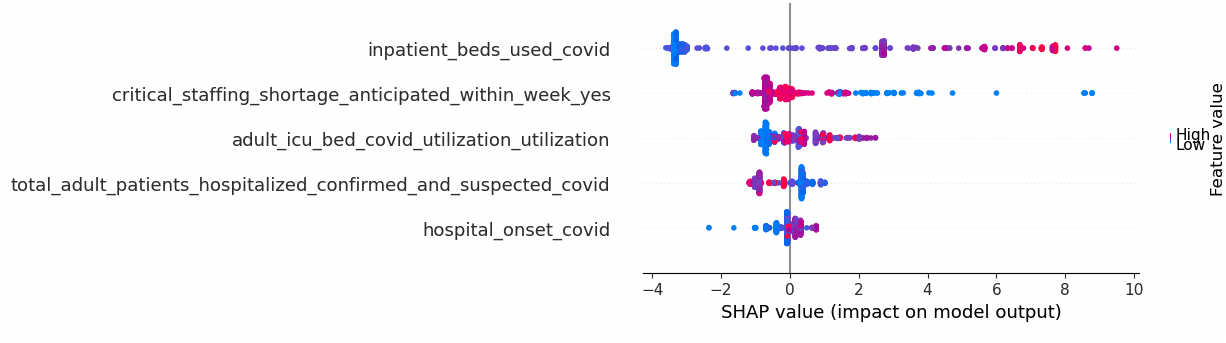 inpatient_beds_used_covid
critical_staffing_shortage_anticipated_within_week_yes
adult_icu_bed_covid_utilization_utilization
total_adult_patients_hospitalized_confirmed_and_suspected_covid
hospital_onset_covid
−4 −2 0 2 4 6 8 10
SHAP value (impact on model output)
High
Low
Feature value